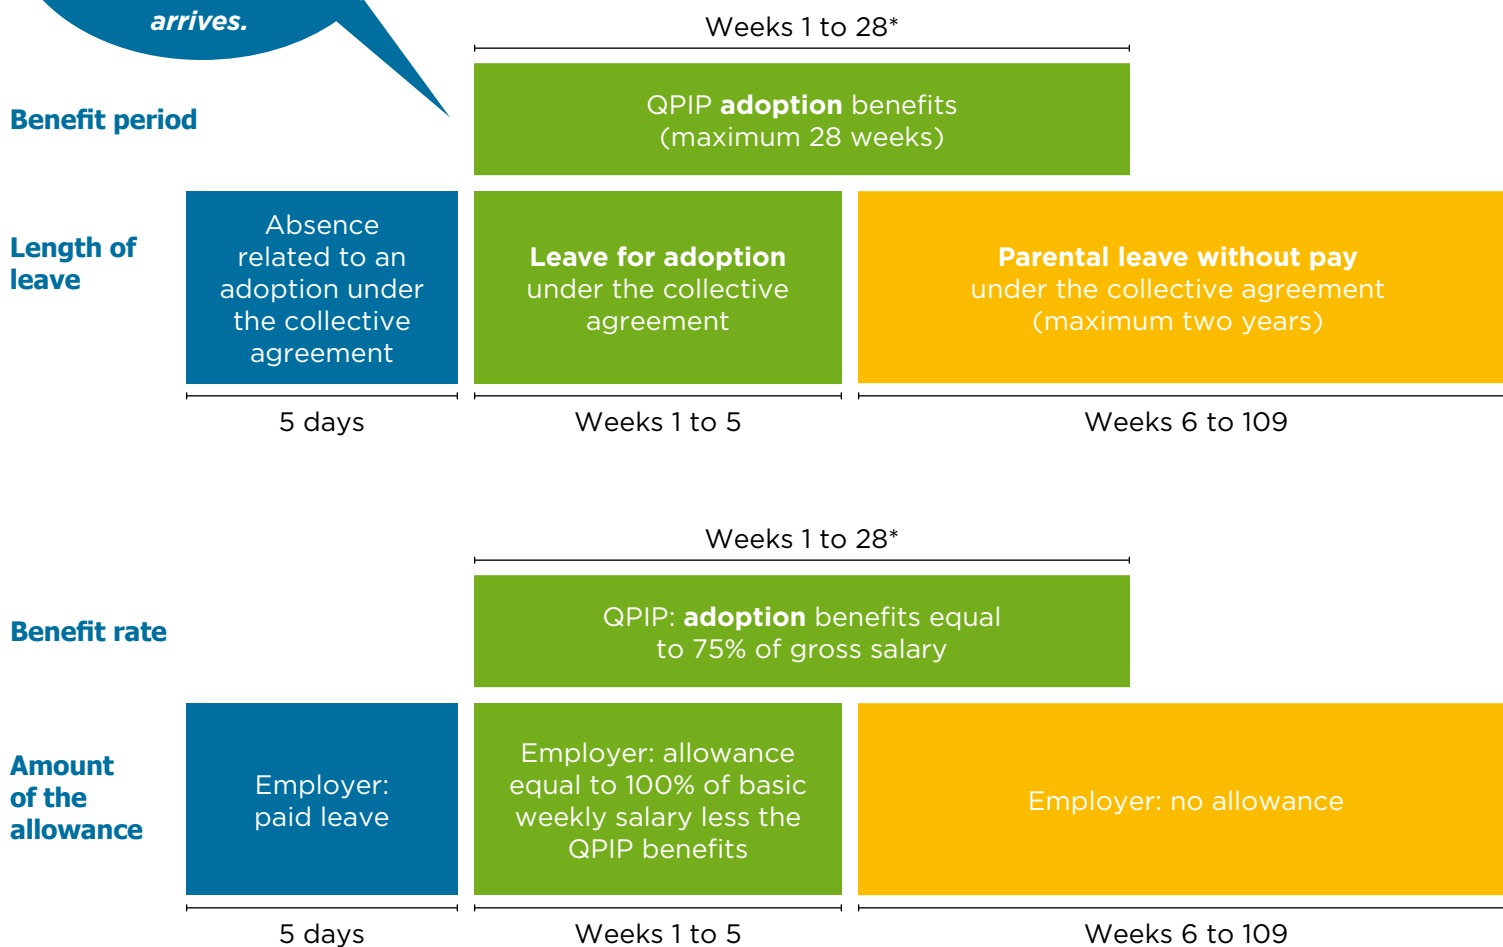 arrives.
Weeks 1 to 28*
Benefit period
QPIP adoption benefits
(maximum 28 weeks)
Length of
leave
Absence
related to an
adoption under
the collective
agreement
Leave for adoption
under the collective
agreement
Parental leave without pay
under the collective agreement
(maximum two years)
5 days
Weeks 1 to 5
Weeks 6 to 109
Weeks 1 to 28*
Benefit rate
QPIP: adoption benefits equal
to 75% of gross salary
Amount
of the
allowance
Employer:
paid leave
Employer: allowance
equal to 100% of basic
weekly salary less the
QPIP benefits
Employer: no allowance
5 days
Weeks 1 to 5
Weeks 6 to 109